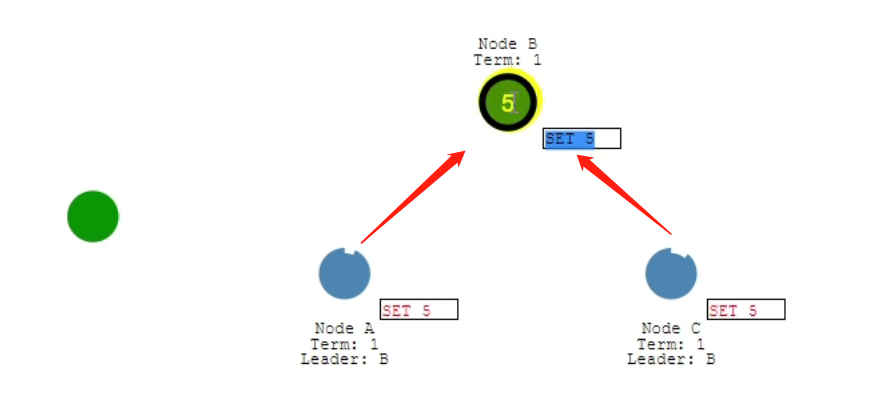 Node B
Term: 1
5
SET 5
SET 5
SET 5
Node A
Term: 1
Leader: B
Node C
Term: 1
Leader: B